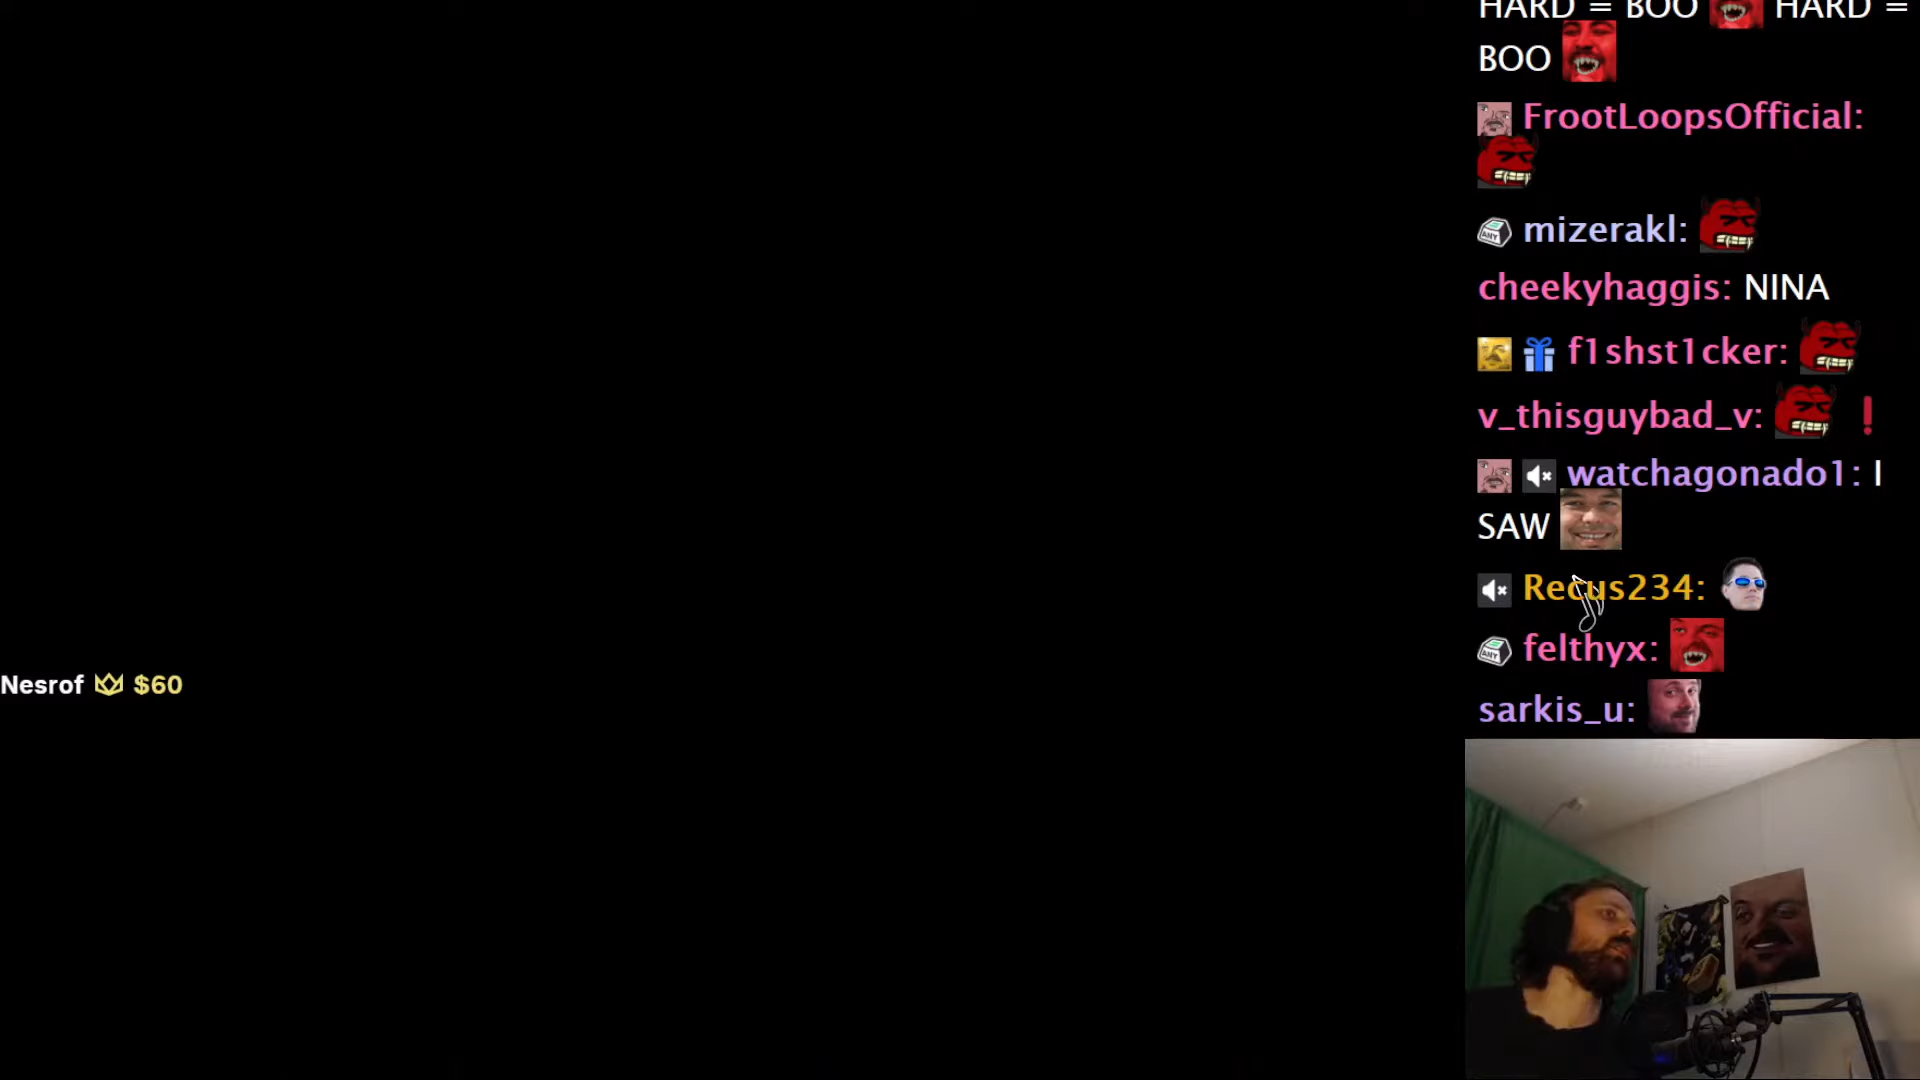 HARD = BOO HARD =
BOO
FrootLoopsOfficial:
mizerakl:
cheekyhaggis: NINA
f1shst1cker:
v_thisguybad_v: ❗
watchagonado1: I
SAW
Recus234:
felthyx:
sarkis_u:
Nesrof $60